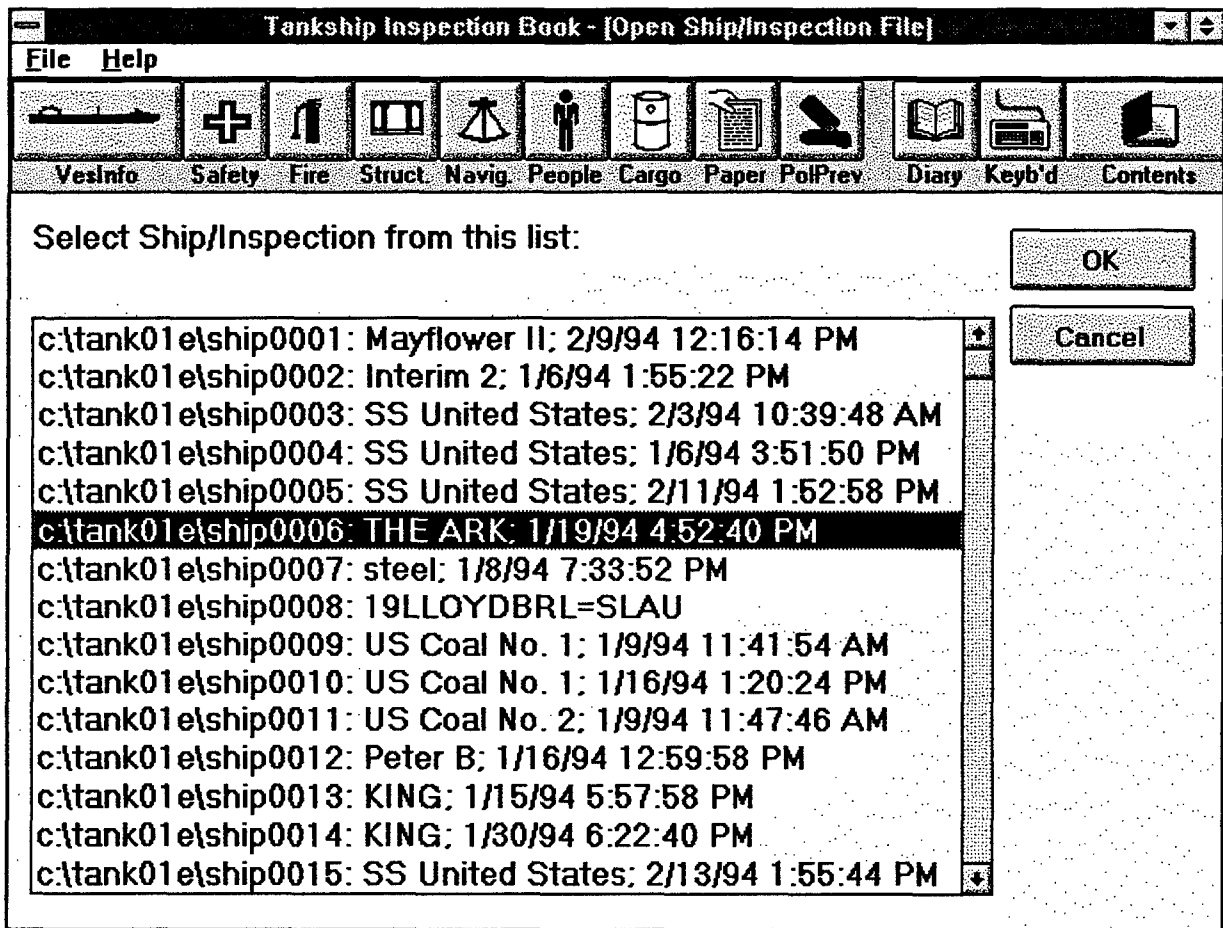 Tankship Inspection Book - [Open Ship/Inspection File]
File Help
VesInfo Safety Fire Struct. Navig. People Cargo Paper PolPrev Diary Keyb'd Contents
Select Ship/Inspection from this list:
OK
Cancel
c:\tank01e\ship0001: Mayflower II; 2/9/94 12:16:14 PM
c:\tank01e\ship0002: Interim 2; 1/6/94 1:55:22 PM
c:\tank01e\ship0003: SS United States; 2/3/94 10:39:48 AM
c:\tank01e\ship0004: SS United States; 1/6/94 3:51:50 PM
c:\tank01e\ship0005: SS United States; 2/11/94 1:52:58 PM
c:\tank01e\ship0006: THE ARK; 1/19/94 4:52:40 PM
c:\tank01e\ship0007: steel; 1/8/94 7:33:52 PM
c:\tank01e\ship0008: 19LLOYDBRL=SLAU
c:\tank01e\ship0009: US Coal No. 1; 1/9/94 11:41:54 AM
c:\tank01e\ship0010: US Coal No. 1; 1/16/94 1:20:24 PM
c:\tank01e\ship0011: US Coal No. 2; 1/9/94 11:47:46 AM
c:\tank01e\ship0012: Peter B; 1/16/94 12:59:58 PM
c:\tank01e\ship0013: KING; 1/15/94 5:57:58 PM
c:\tank01e\ship0014: KING; 1/30/94 6:22:40 PM
c:\tank01e\ship0015: SS United States; 2/13/94 1:55:44 PM